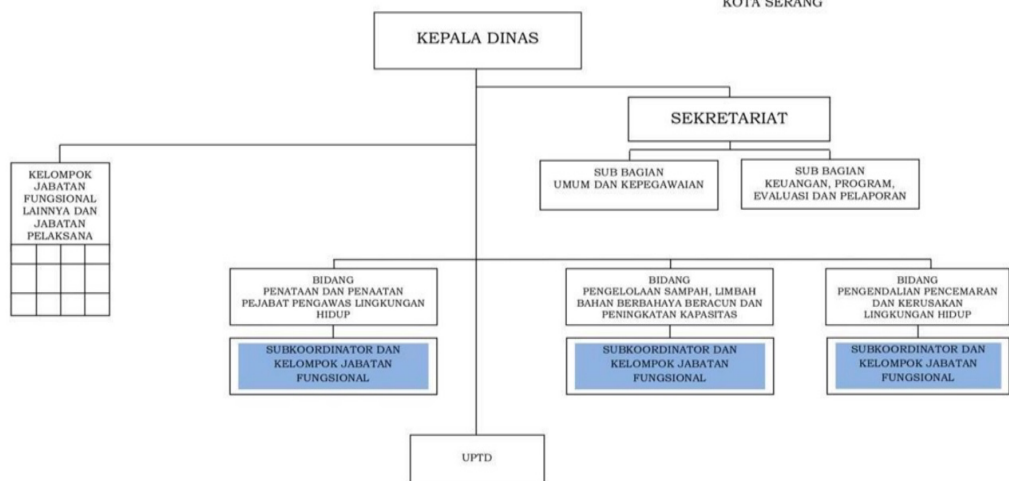 KOTA SERANG
KEPALA DINAS
SEKRETARIAT
SUB BAGIAN
UMUM DAN KEPEGAWAIAN
SUB BAGIAN
KEUANGAN, PROGRAM,
EVALUASI DAN PELAPORAN
KELOMPOK
JABATAN
FUNGSIONAL
LAINNYA DAN
JABATAN
PELAKSANA
BIDANG
PENATAAN DAN PENAATAN
PEJABAT PENGAWAS LINGKUNGAN
HIDUP
BIDANG
PENGELOLAAN SAMPAH, LIMBAH
BAHAN BERBAHAYA BERACUN DAN
PENINGKATAN KAPASITAS
BIDANG
PENGENDALIAN PENCEMARAN
DAN KERUSAKAN
LINGKUNGAN HIDUP
SUBKOORDINATOR DAN
KELOMPOK JABATAN
FUNGSIONAL
SUBKOORDINATOR DAN
KELOMPOK JABATAN
FUNGSIONAL
SUBKOORDINATOR DAN
KELOMPOK JABATAN
FUNGSIONAL
UPTD